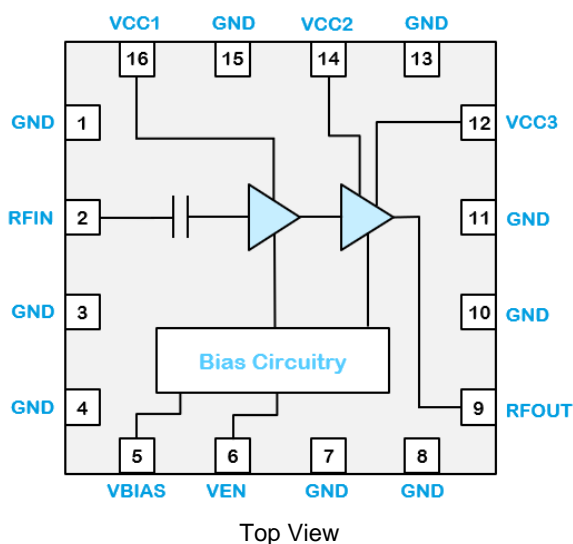 VCC1 GND VCC2 GND
16 15 14 13
GND 1 12 VCC3
RFIN 2 11 GND
GND 3 10 GND
Bias Circuitry
GND 4 9 RFOUT
5 6 7 8
VBIAS VEN GND GND
Top View